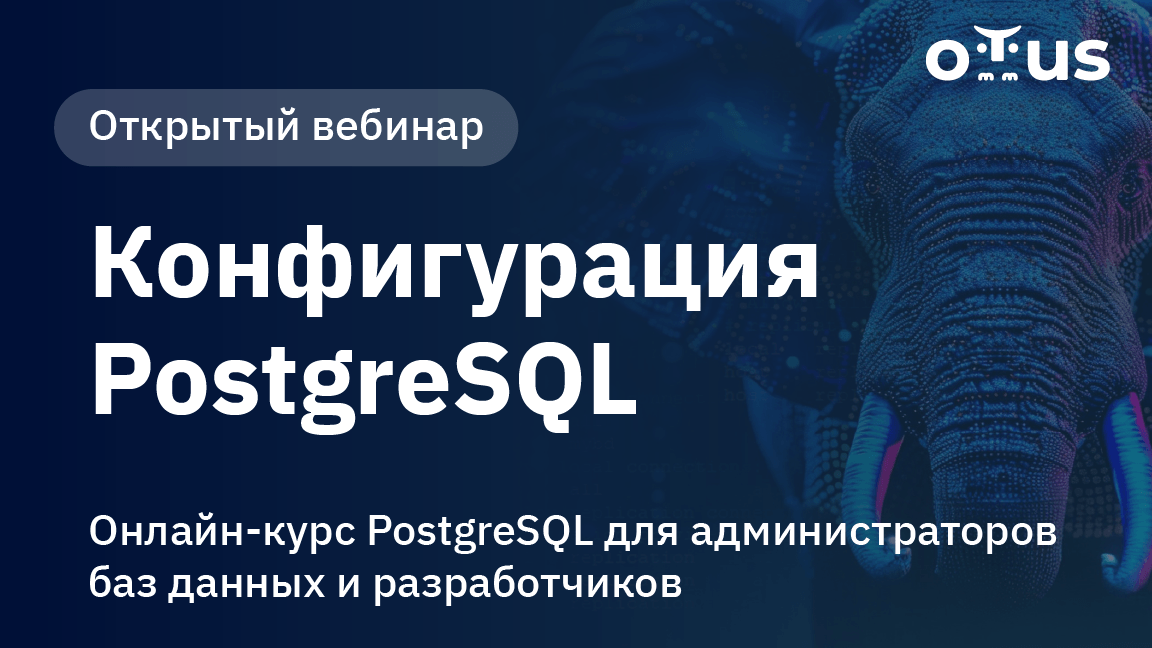 OTUS
Открытый вебинар
Конфигурация
PostgreSQL
Онлайн-курс PostgreSQL для администраторов
баз данных и разработчиков